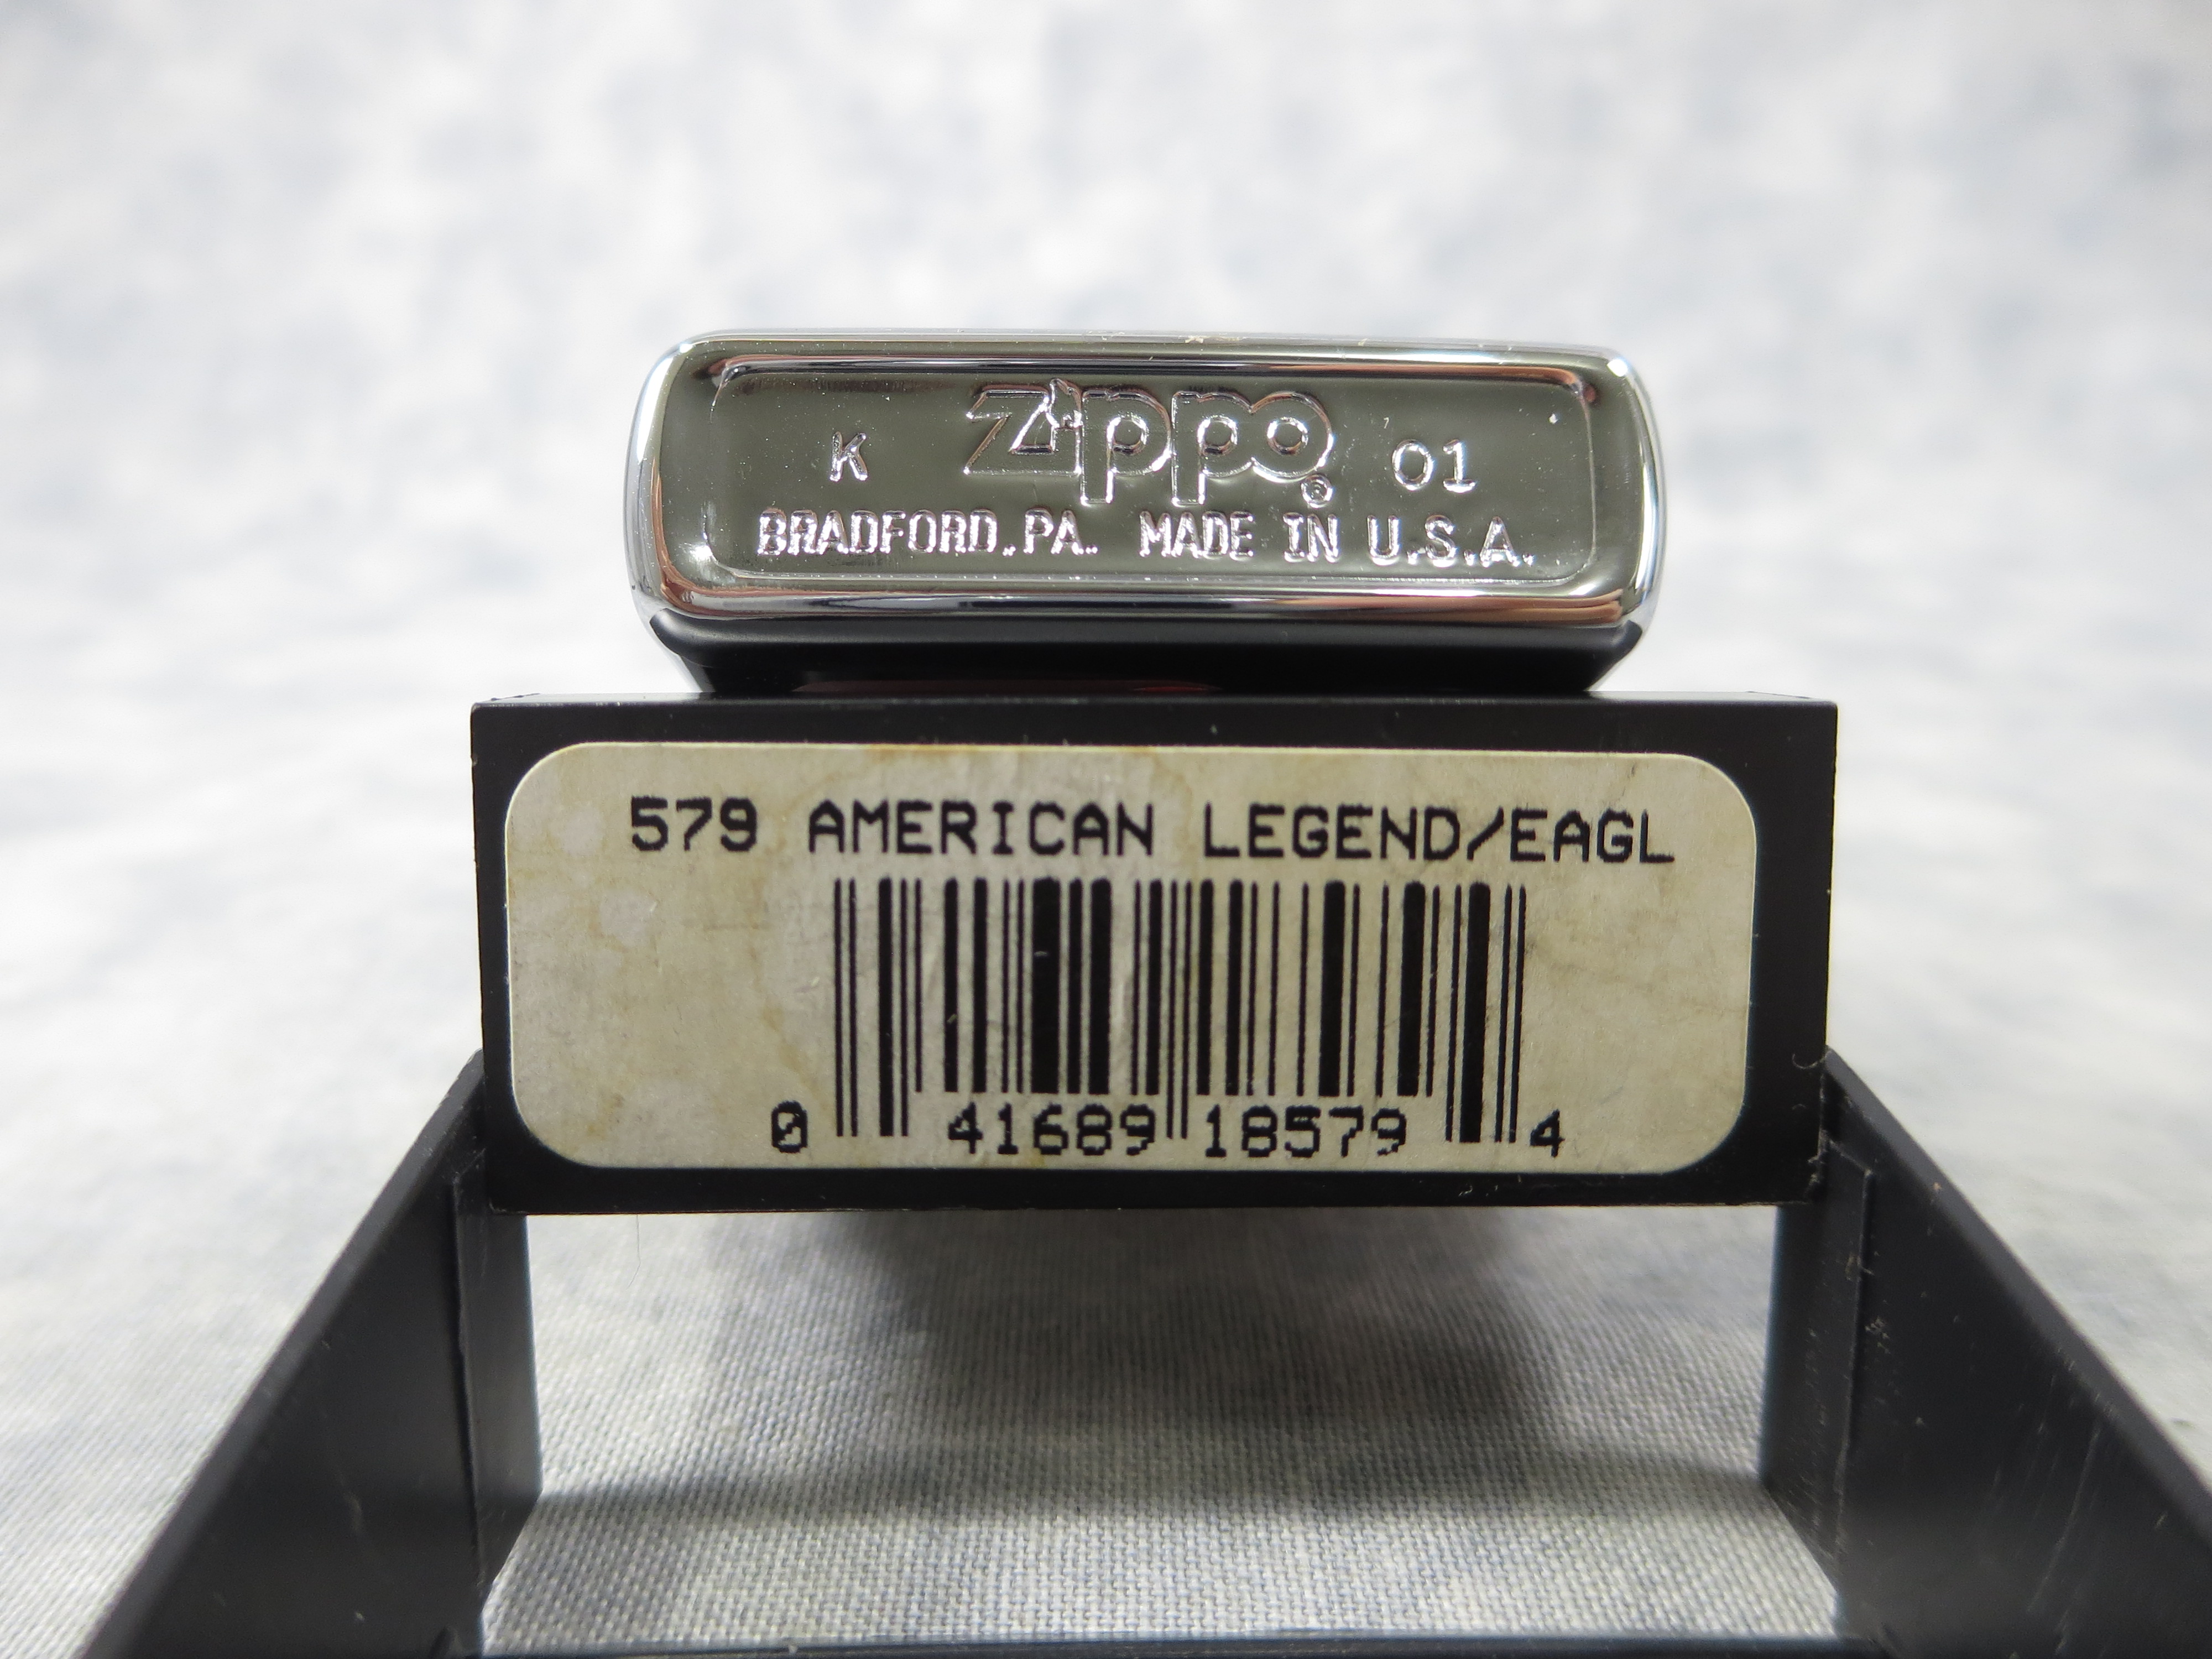 K Zippo ® 01
BRADFORD, PA. MADE IN U.S.A.
579 AMERICAN LEGEND/EAGL
0 41689 18579 4